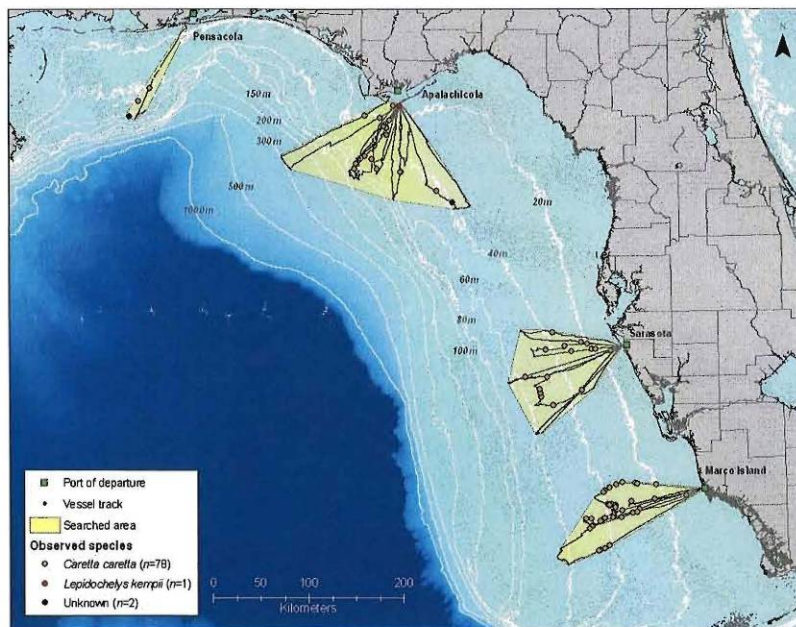 Pensacola
Apalachicola
150 m
200 m
300 m
500 m
1000 m
20 m
40 m
60 m
80 m
100 m
Sarasota
Marco Island
N
Port of departure
Vessel track
Searched area
Observed species
Caretta caretta (n=78)
Lepidochelys kempii (n=1)
Unknown (n=2)
0 50 100 200
Kilometers